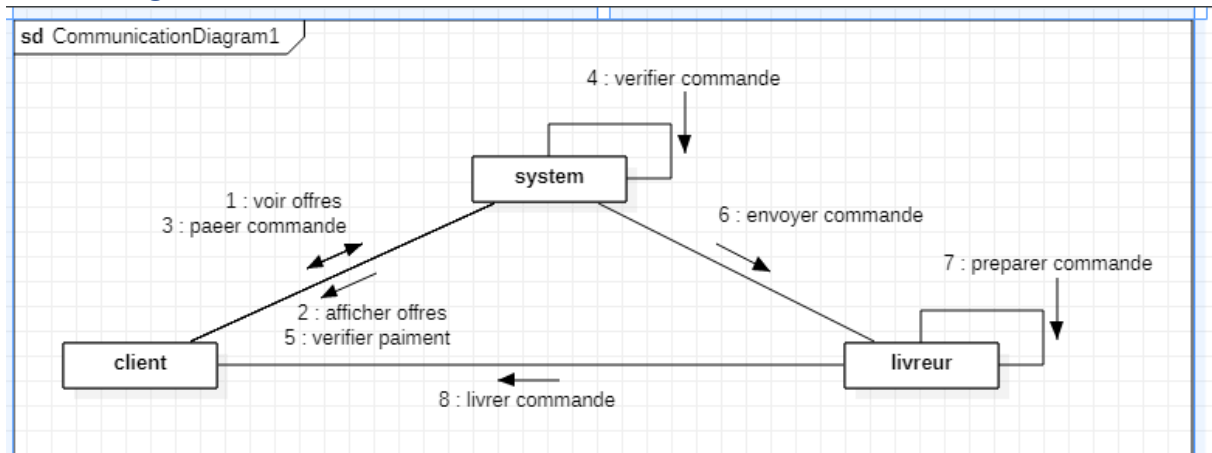 sd CommunicationDiagram1
4 : verifier commande
system
1 : voir offres
3 : paeer commande
6 : envoyer commande
7 : preparer commande
2 : afficher offres
5 : verifier paiment
client
livreur
8 : livrer commande